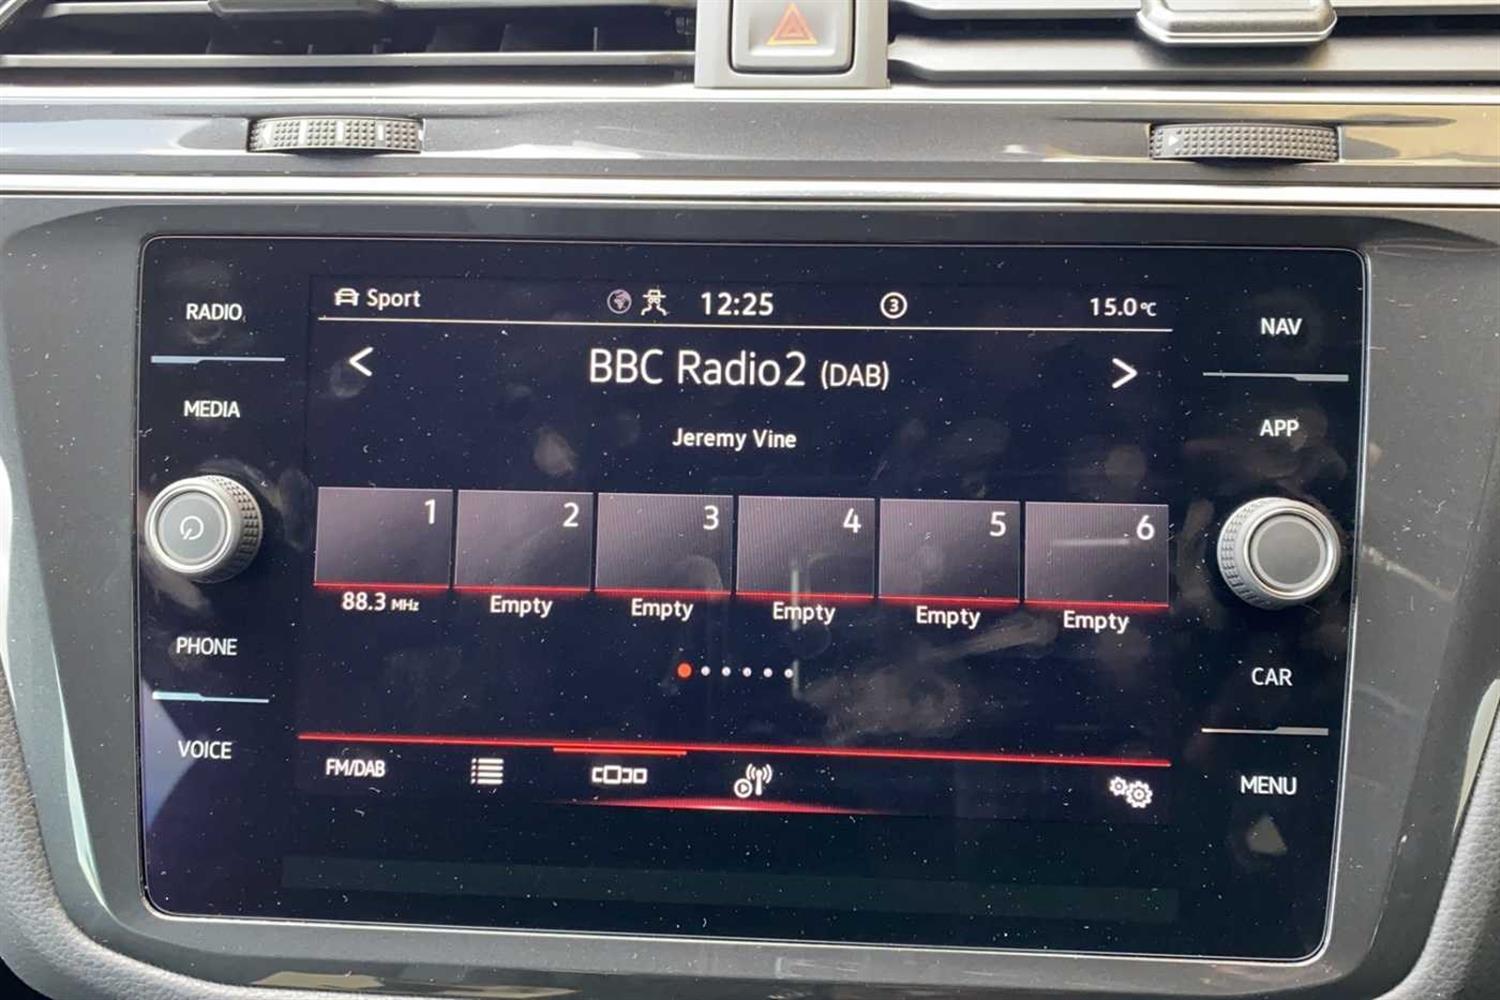 RADIO
MEDIA
PHONE
VOICE
Sport
12:25
3
15.0°C
BBC Radio2 (DAB)
Jeremy Vine
1 2 3 4 5 6
88.3 MHz Empty Empty Empty Empty Empty
FM/DAB
NAV
APP
CAR
MENU